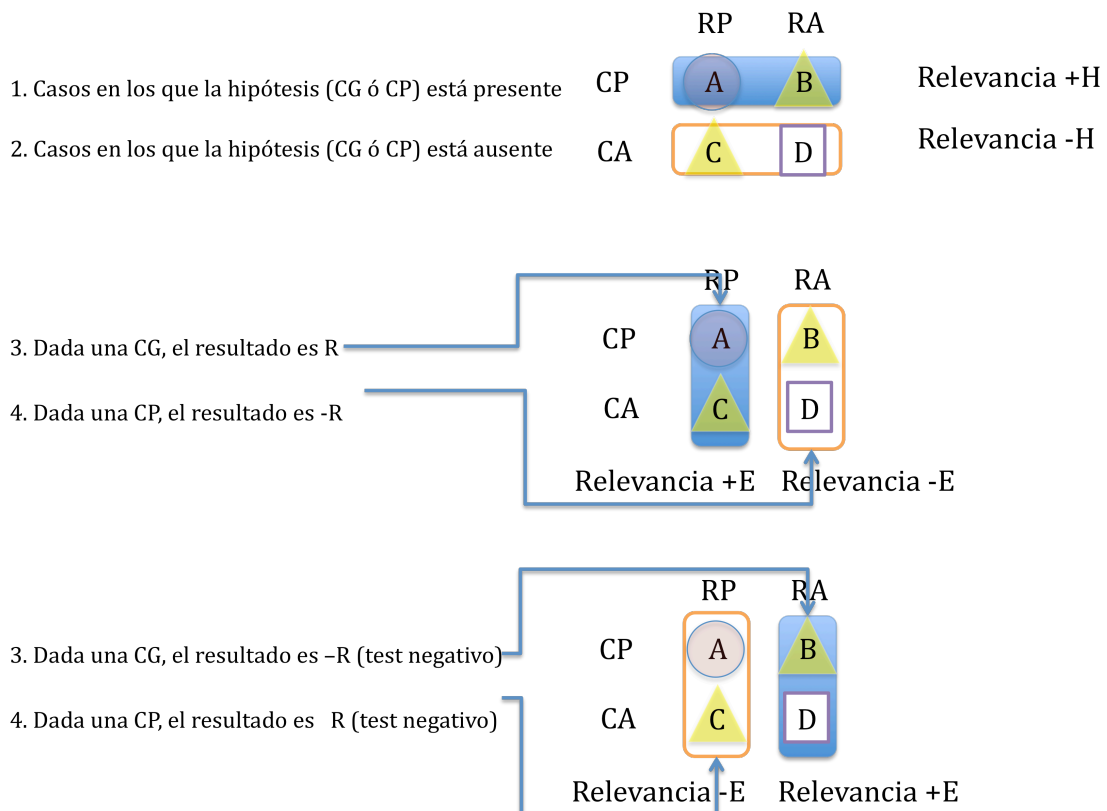 RP RA
1. Casos en los que la hipótesis (CG ó CP) está presente CP A B Relevancia +H
2. Casos en los que la hipótesis (CG ó CP) está ausente CA C D Relevancia -H
RP RA
3. Dada una CG, el resultado es R CP A B
4. Dada una CP, el resultado es -R CA C D
Relevancia +E Relevancia -E
RP RA
3. Dada una CG, el resultado es –R (test negativo) CP A B
4. Dada una CP, el resultado es R (test negativo) CA C D
Relevancia -E Relevancia +E